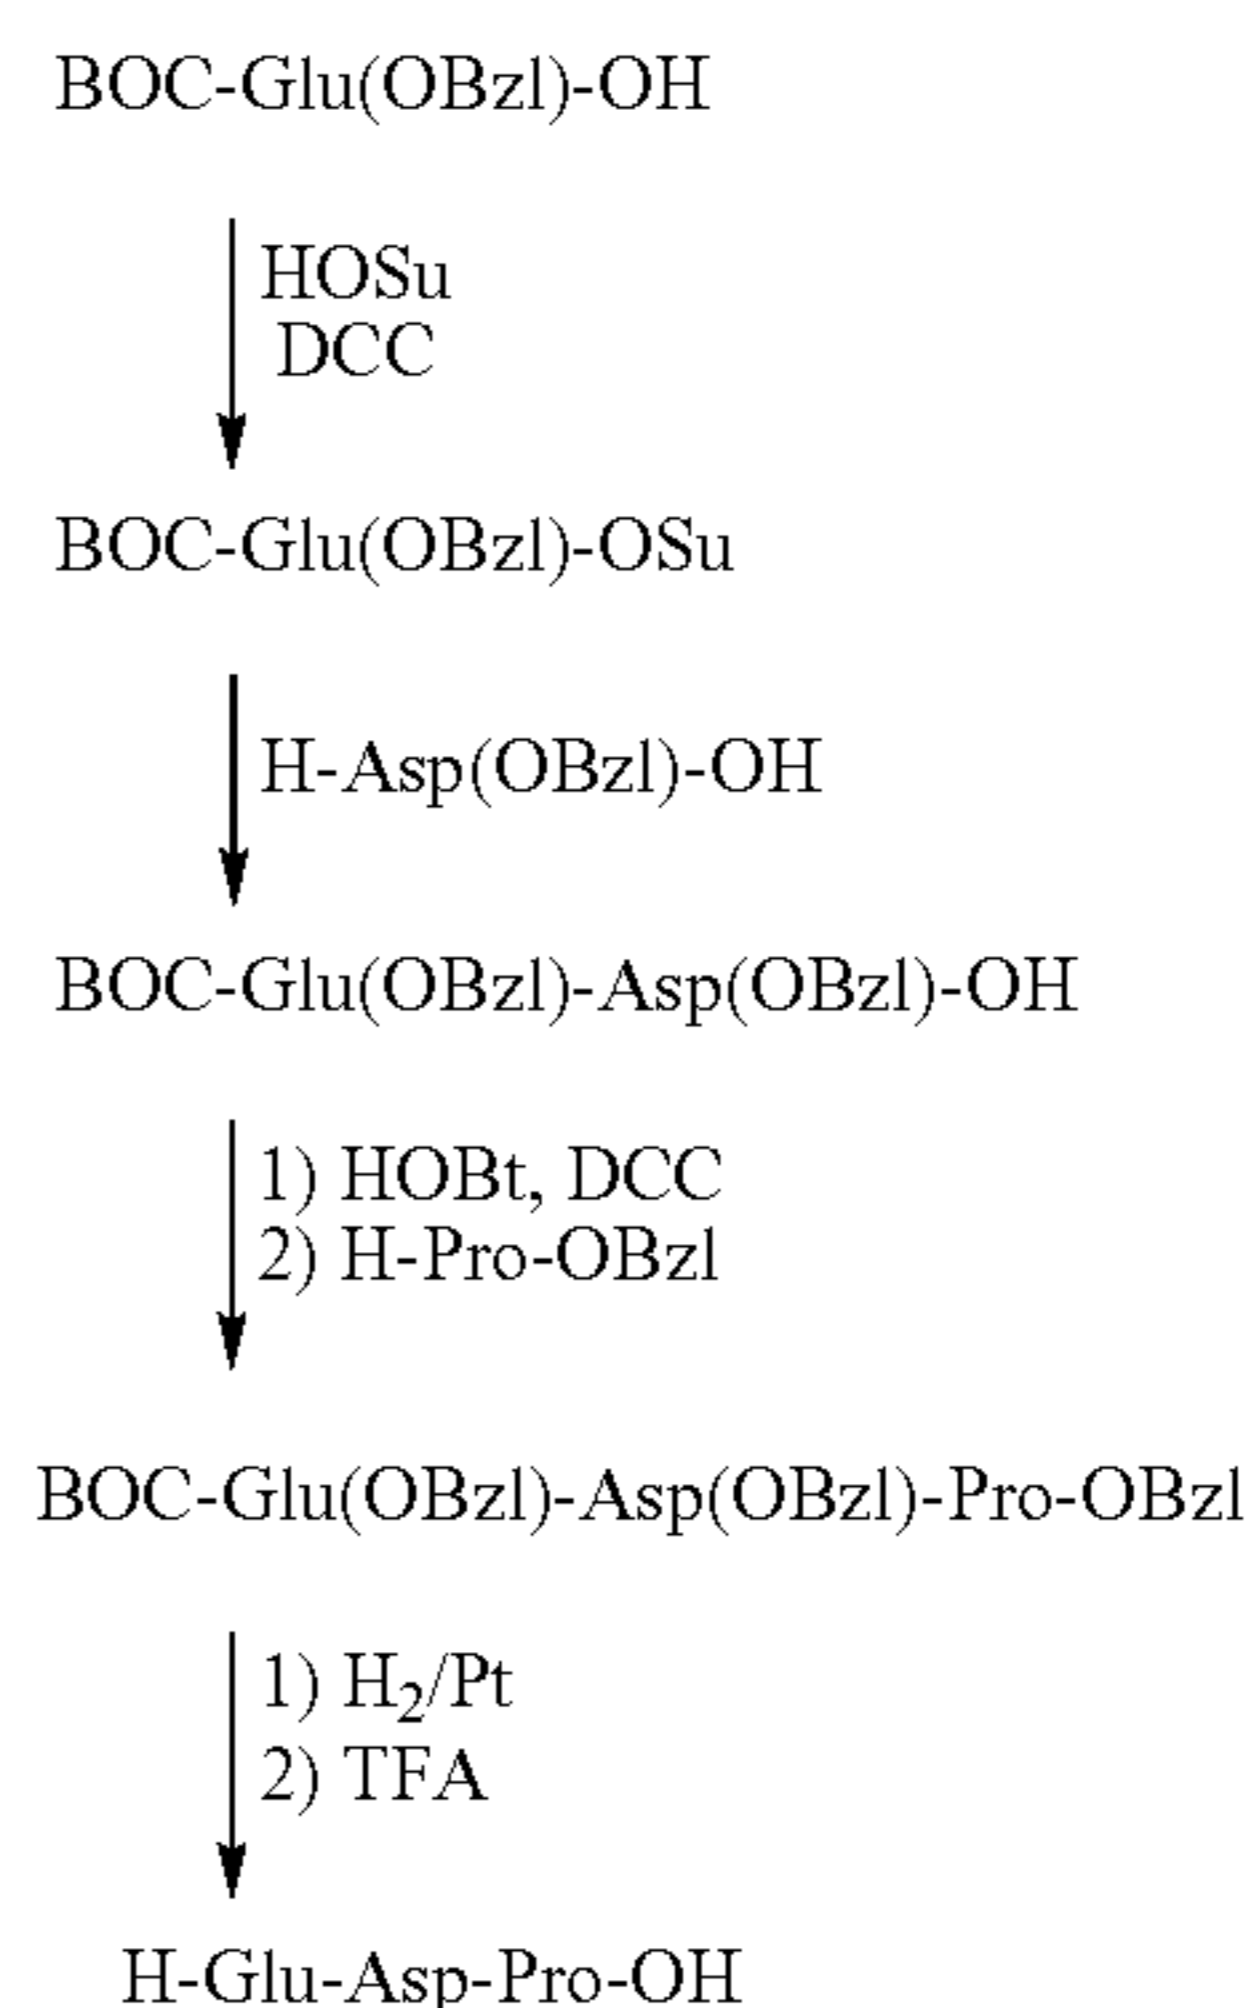 BOC-Glu(OBzl)-OH
HOSu
DCC
BOC-Glu(OBzl)-OSu
H-Asp(OBzl)-OH
BOC-Glu(OBzl)-Asp(OBzl)-OH
1) HOBt, DCC
2) H-Pro-OBzl
BOC-Glu(OBzl)-Asp(OBzl)-Pro-OBzl
1) H₂/Pt
2) TFA
H-Glu-Asp-Pro-OH